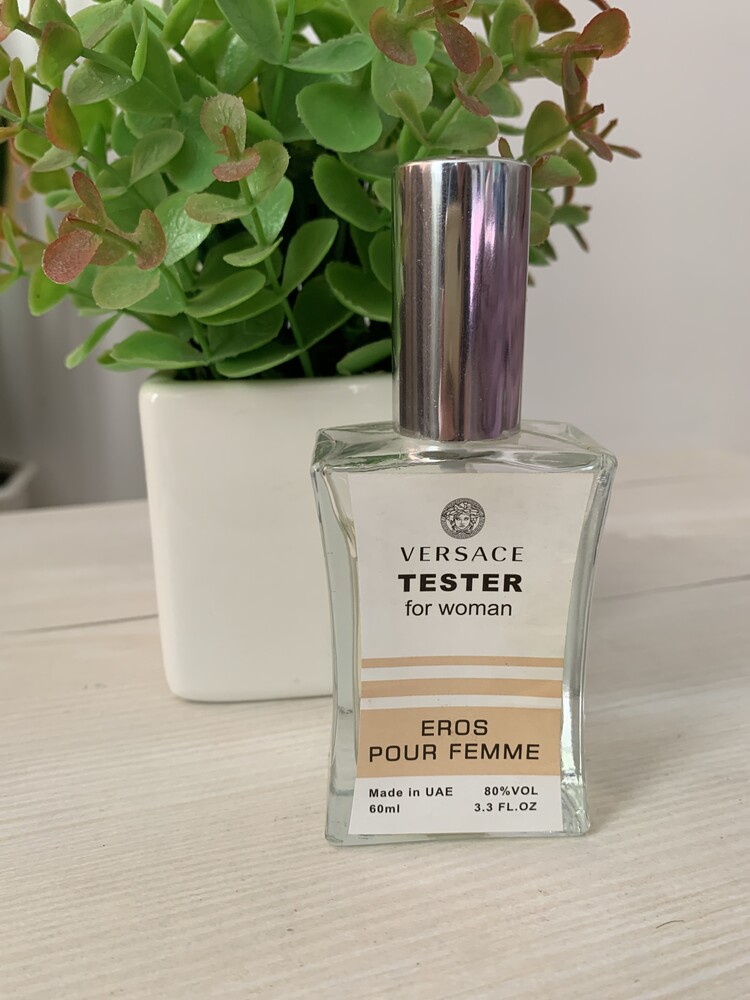 VERSACE
TESTER
for woman
EROS
POUR FEMME
Made in UAE 80%VOL
60ml 3.3 FL.OZ